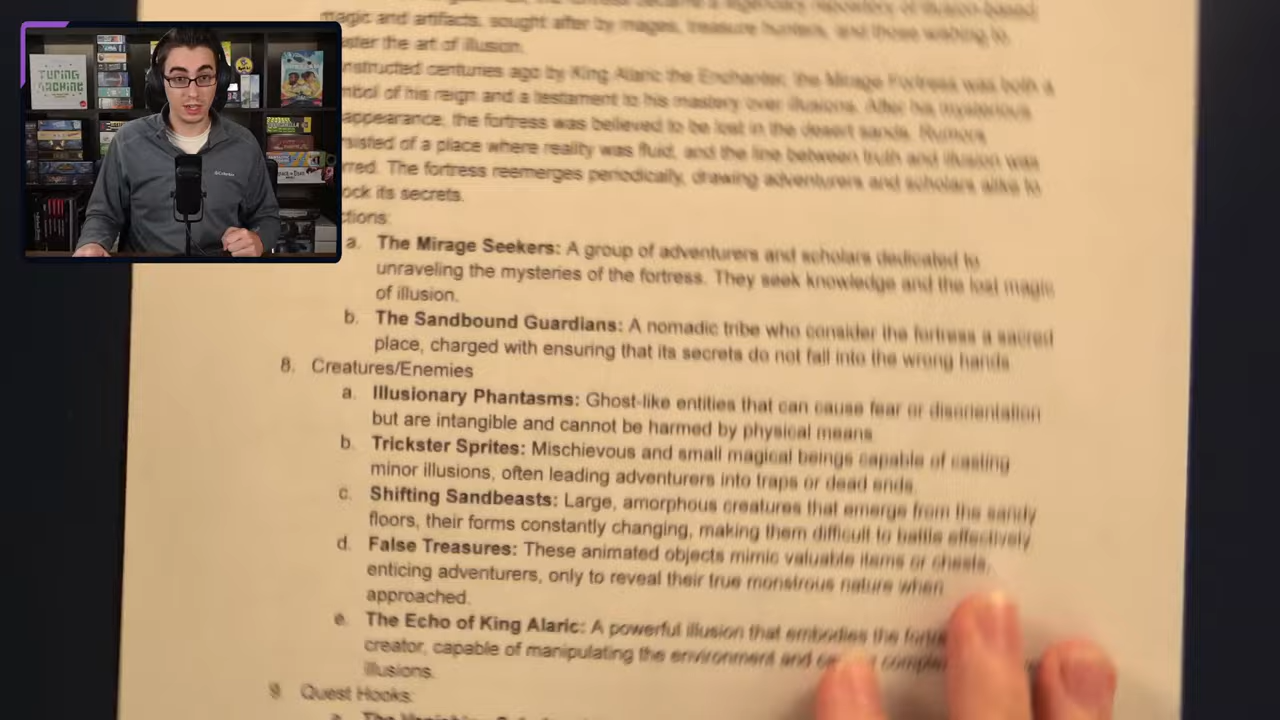 TURING
MACHINE
Columbia
magic and artifacts, sought after by mages, treasure hunters, and those wishing to
the art of illusion.
centuries ago by King Alaric the Enchanter, the Mirage Fortress was both a
of his reign and a testament to his mastery over illusions. After his mysterious
appearance, the fortress was believed to be lost in the desert sands. Rumors
of a place where reality was fluid, and the line between truth and illusion was
The fortress reemerges periodically, drawing adventurers and scholars alike to
its secrets.
a. The Mirage Seekers: A group of adventurers and scholars dedicated to
unraveling the mysteries of the fortress. They seek knowledge and the lost magic
of illusion.
b. The Sandbound Guardians: A nomadic tribe who consider the fortress a sacred
place, charged with ensuring that its secrets do not fall into the wrong hands
8. Creatures/Enemies
a. Illusionary Phantasms: Ghost-like entities that can cause fear or disorientation
but are intangible and cannot be harmed by physical means
b. Trickster Sprites: Mischievous and small magical beings capable of casting
minor illusions, often leading adventurers into traps or dead ends.
c. Shifting Sandbeasts: Large, amorphous creatures that emerge from the sandy
floors, their forms constantly changing, making them difficult to battle effectively
d. False Treasures: These animated objects mimic valuable items or chests,
enticing adventurers, only to reveal their true monstrous nature when
approached.
e. The Echo of King Alaric: A powerful illusion that embodies the
creator, capable of manipulating the environment and
illusions.
9 Quest Hooks: